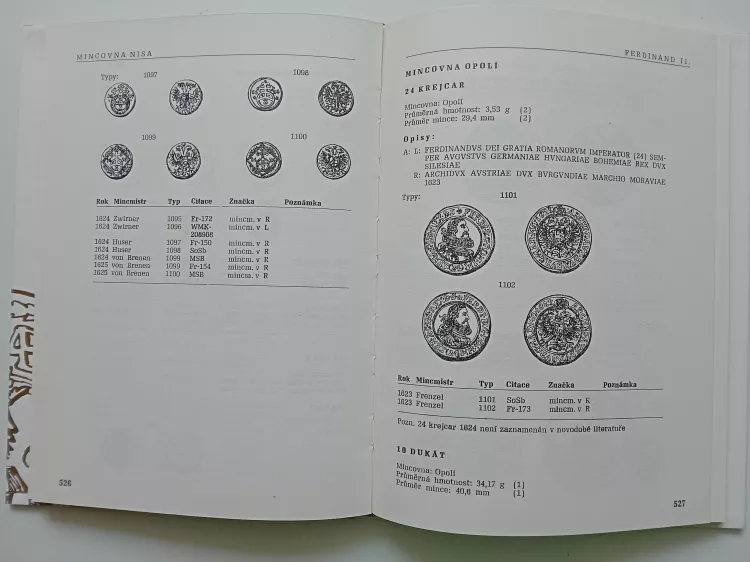 MINCOVNA NISA
Typy: 1097 1098
1099 1100
Rok Mincmistr Typ Citace Značka Poznámka
1624 Zwirner 1095 Fr-172 mincm. v R
1624 Zwirner 1096 WMK- mincm. v L
208906
1624 Huser 1097 Fr-150 mincm. v R
1624 Huser 1098 SoSb mincm. v R
1624 von Brenen 1099 MSB mincm. v R
1625 von Brenen 1099 Fr-154 mincm. v R
1625 von Brenen 1100 MSB mincm. v R
526
FERDINAND II.
MINCOVNA OPOLÍ
24 KREJCAR
Mincovna: Opolí
Průměrná hmotnost: 3,53 g (2)
Průměr mince: 29,4 mm (2)
Opisy:
A: L: FERDINANDVS DEI GRATIA ROMANORVM IMPERATOR (24) SEM-
PER AVGVSTVS GERMANIAE HVNGARIAE BOHEMIAE REX DVX
SILESIAE
R: ARCHIDVX AVSTRIAE DVX BVRGVNDIAE MARCHIO MORAVIAE
1623
Typy: 1101
1102
Rok Mincmistr Typ Citace Značka Poznámka
1623 Frenzel 1101 SoSb mincm. v R
1623 Frenzel 1102 Fr-173 mincm. v R
Pozn. 24 krejcar 1624 není zaznamenán v novodobé literatuře
10 DUKÁT
Mincovna: Opolí
Průměrná hmotnost: 34,17 g (1)
Průměr mince: 40,6 mm (1)
527